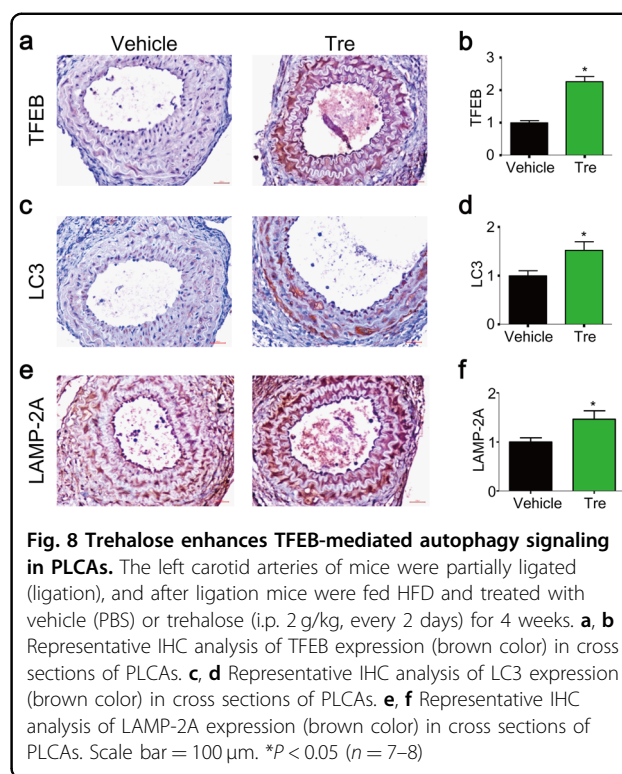 a
Vehicle
Tre
b
TFEB
TFEB
3
2
1
0
*
Vehicle
Tre
c
d
LC3
LC3
2
1
0
*
Vehicle
Tre
e
f
LAMP-2A
LAMP-2A
2
1
0
*
Vehicle
Tre
Fig. 8 Trehalose enhances TFEB-mediated autophagy signaling
in PLCAs. The left carotid arteries of mice were partially ligated
(ligation), and after ligation mice were fed HFD and treated with
vehicle (PBS) or trehalose (i.p. 2 g/kg, every 2 days) for 4 weeks. a, b
Representative IHC analysis of TFEB expression (brown color) in cross
sections of PLCAs. c, d Representative IHC analysis of LC3 expression
(brown color) in cross sections of PLCAs. e, f Representative IHC
analysis of LAMP-2A expression (brown color) in cross sections of
PLCAs. Scale bar = 100 μm. *P < 0.05 (n = 7–8)